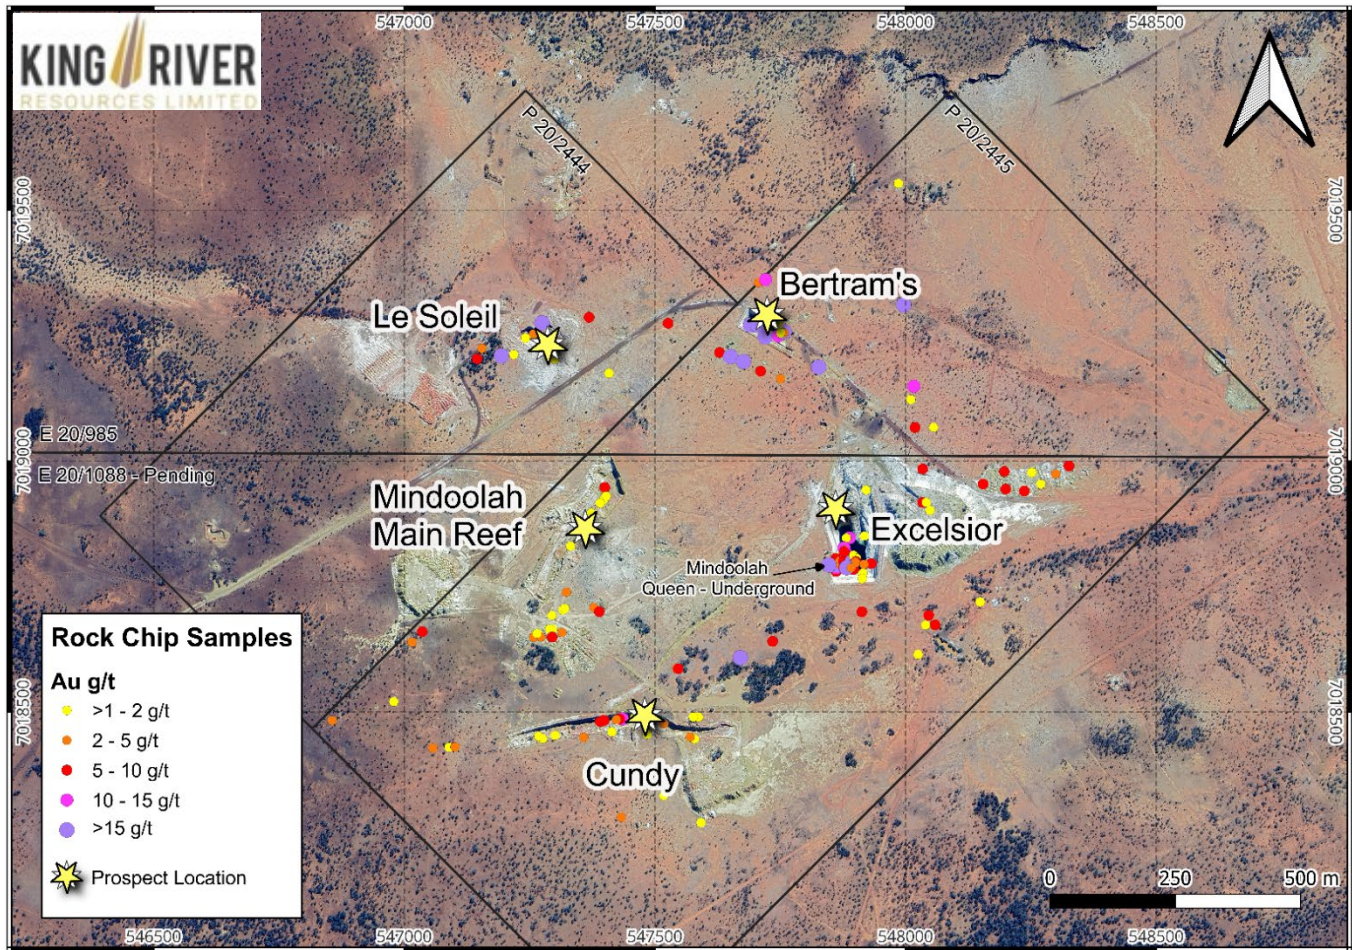 547000
547500
548000
548500
KING RIVER
RESOURCES LIMITED
P 20/2444
P 20/2445
7019500
7019500
Bertram's
Le Soleil
E 20/985
7019000
7019000
E 20/1088 - Pending
Mindoolah
Main Reef
Excelsior
Mindoolah
Queen - Underground
7018500
7018500
Cundy
Rock Chip Samples
Au g/t
>1 - 2 g/t
2 - 5 g/t
5 - 10 g/t
10 - 15 g/t
>15 g/t
Prospect Location
0 250 500 m
546500
547000
547500
548000
548500